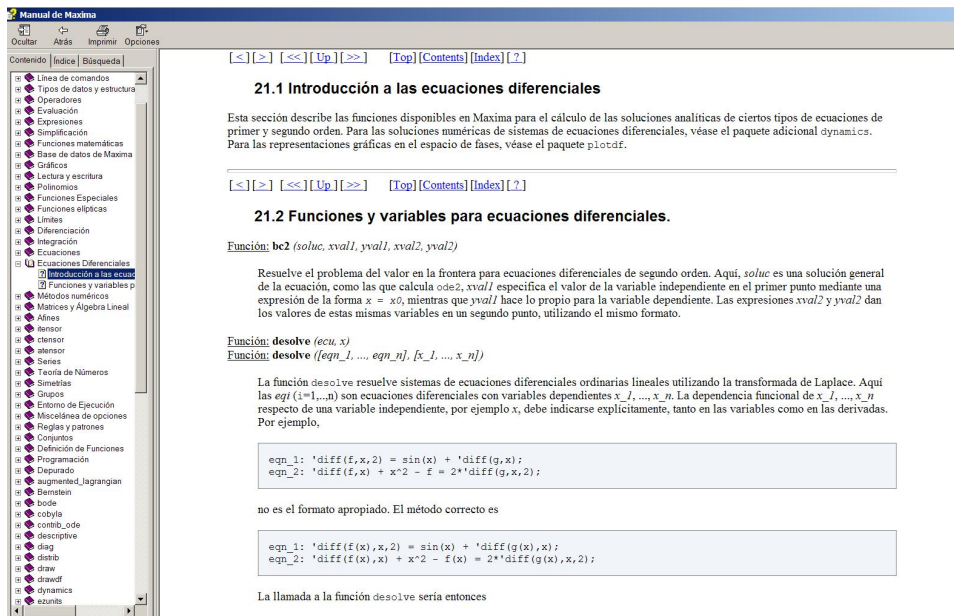 Manual de Maxima
Ocultar Atrás Imprimir Opciones
Contenido Índice Búsqueda
Línea de comandos
Tipos de datos y estructura
Operadores
Evaluación
Expresiones
Simplificación
Funciones matemáticas
Base de datos de Maxima
Gráficos
Lectura y escritura
Polinomios
Funciones Especiales
Funciones elípticas
Límites
Diferenciación
Integración
Ecuaciones
Ecuaciones Diferenciales
Introducción a las ecuac
Funciones y variables p
Métodos numéricos
Matrices y Álgebra Lineal
Afines
itensor
ctensor
atensor
Series
Teoría de Números
Simetrías
Grupos
Entorno de Ejecución
Miscelánea de opciones
Reglas y patrones
Conjuntos
Definición de Funciones
Programación
Depurado
augmented_lagrangian
Bernstein
bode
cobyla
contrib_ode
descriptive
diag
distrib
draw
drawdf
dynamics
ezunits
[ < ] [ > ] [ << ] [ Up ] [ >> ] [Top] [Contents] [Index] [ ? ]
21.1 Introducción a las ecuaciones diferenciales
Esta sección describe las funciones disponibles en Maxima para el cálculo de las soluciones analíticas de ciertos tipos de ecuaciones de
primer y segundo orden. Para las soluciones numéricas de sistemas de ecuaciones diferenciales, véase el paquete adicional dynamics.
Para las representaciones gráficas en el espacio de fases, véase el paquete plotdf.
[ < ] [ > ] [ << ] [ Up ] [ >> ] [Top] [Contents] [Index] [ ? ]
21.2 Funciones y variables para ecuaciones diferenciales.
Función: bc2 (soluc, xval1, yval1, xval2, yval2)
Resuelve el problema del valor en la frontera para ecuaciones diferenciales de segundo orden. Aquí, soluc es una solución general
de la ecuación, como las que calcula ode2, xval1 especifica el valor de la variable independiente en el primer punto mediante una
expresión de la forma x = x0, mientras que yval1 hace lo propio para la variable dependiente. Las expresiones xval2 y yval2 dan
los valores de estas mismas variables en un segundo punto, utilizando el mismo formato.
Función: desolve (ecu, x)
Función: desolve ([eqn_1, ..., eqn_n], [x_1, ..., x_n])
La función desolve resuelve sistemas de ecuaciones diferenciales ordinarias lineales utilizando la transformada de Laplace. Aquí
las eqi (i=1,..,n) son ecuaciones diferenciales con variables dependientes x_1, ..., x_n. La dependencia funcional de x_1, ..., x_n
respecto de una variable independiente, por ejemplo x, debe indicarse explícitamente, tanto en las variables como en las derivadas.
Por ejemplo,
eqn_1: 'diff(f,x,2) = sin(x) + 'diff(g,x);
eqn_2: 'diff(f,x) + x^2 - f = 2*'diff(g,x,2);
no es el formato apropiado. El método correcto es
eqn_1: 'diff(f(x),x,2) = sin(x) + 'diff(g(x),x);
eqn_2: 'diff(f(x),x) + x^2 - f(x) = 2*'diff(g(x),x,2);
La llamada a la función desolve sería entonces